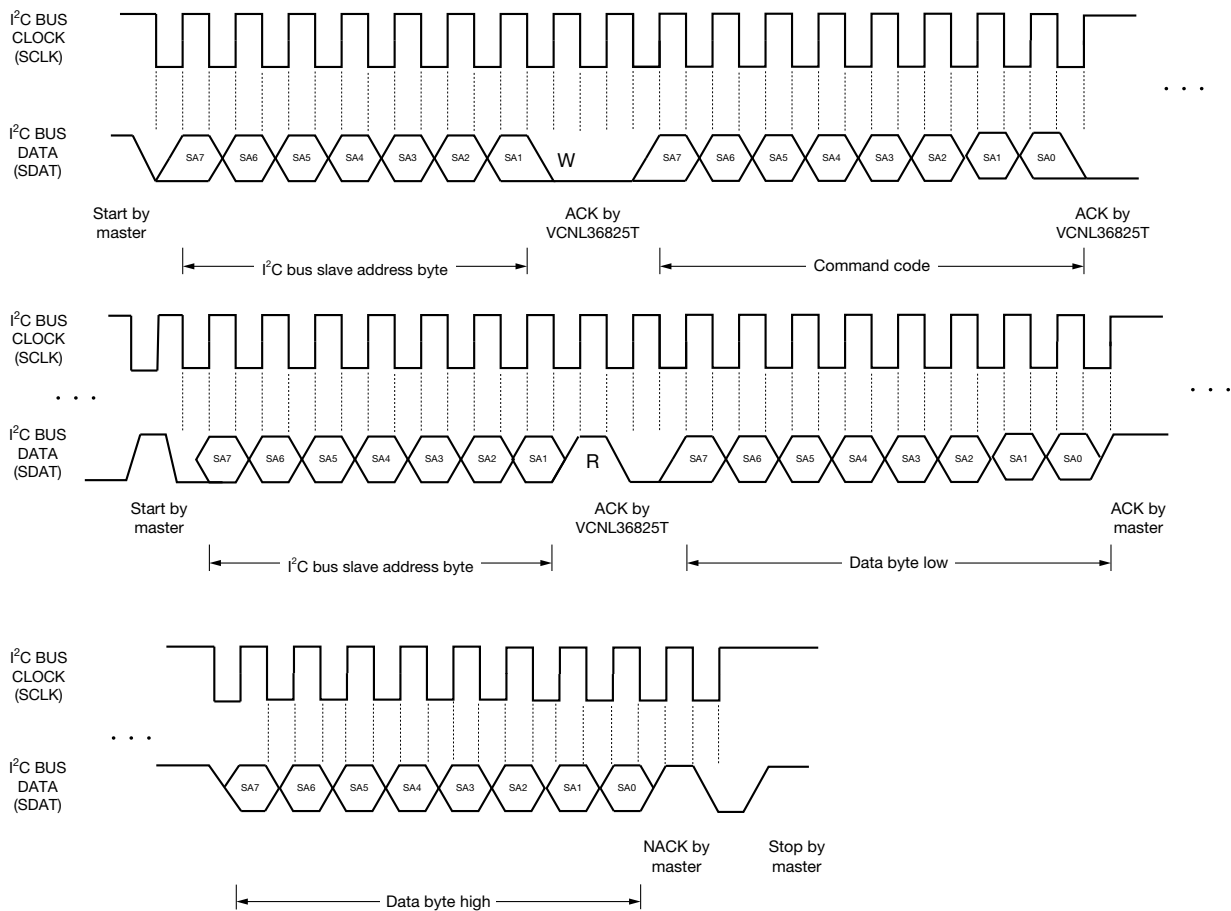 I²C BUS
CLOCK
(SCLK)
. . .
I²C BUS
DATA
(SDAT)
SA7 SA6 SA5 SA4 SA3 SA2 SA1 W SA7 SA6 SA5 SA4 SA3 SA2 SA1 SA0
Start by
master
ACK by
VCNL36825T
ACK by
VCNL36825T
I²C bus slave address byte
Command code
I²C BUS
CLOCK
(SCLK)
. . .
. . .
I²C BUS
DATA
(SDAT)
SA7 SA6 SA5 SA4 SA3 SA2 SA1 R SA7 SA6 SA5 SA4 SA3 SA2 SA1 SA0
Start by
master
ACK by
VCNL36825T
ACK by
master
I²C bus slave address byte
Data byte low
I²C BUS
CLOCK
(SCLK)
. . .
I²C BUS
DATA
(SDAT)
SA7 SA6 SA5 SA4 SA3 SA2 SA1 SA0
NACK by
master
Stop by
master
Data byte high